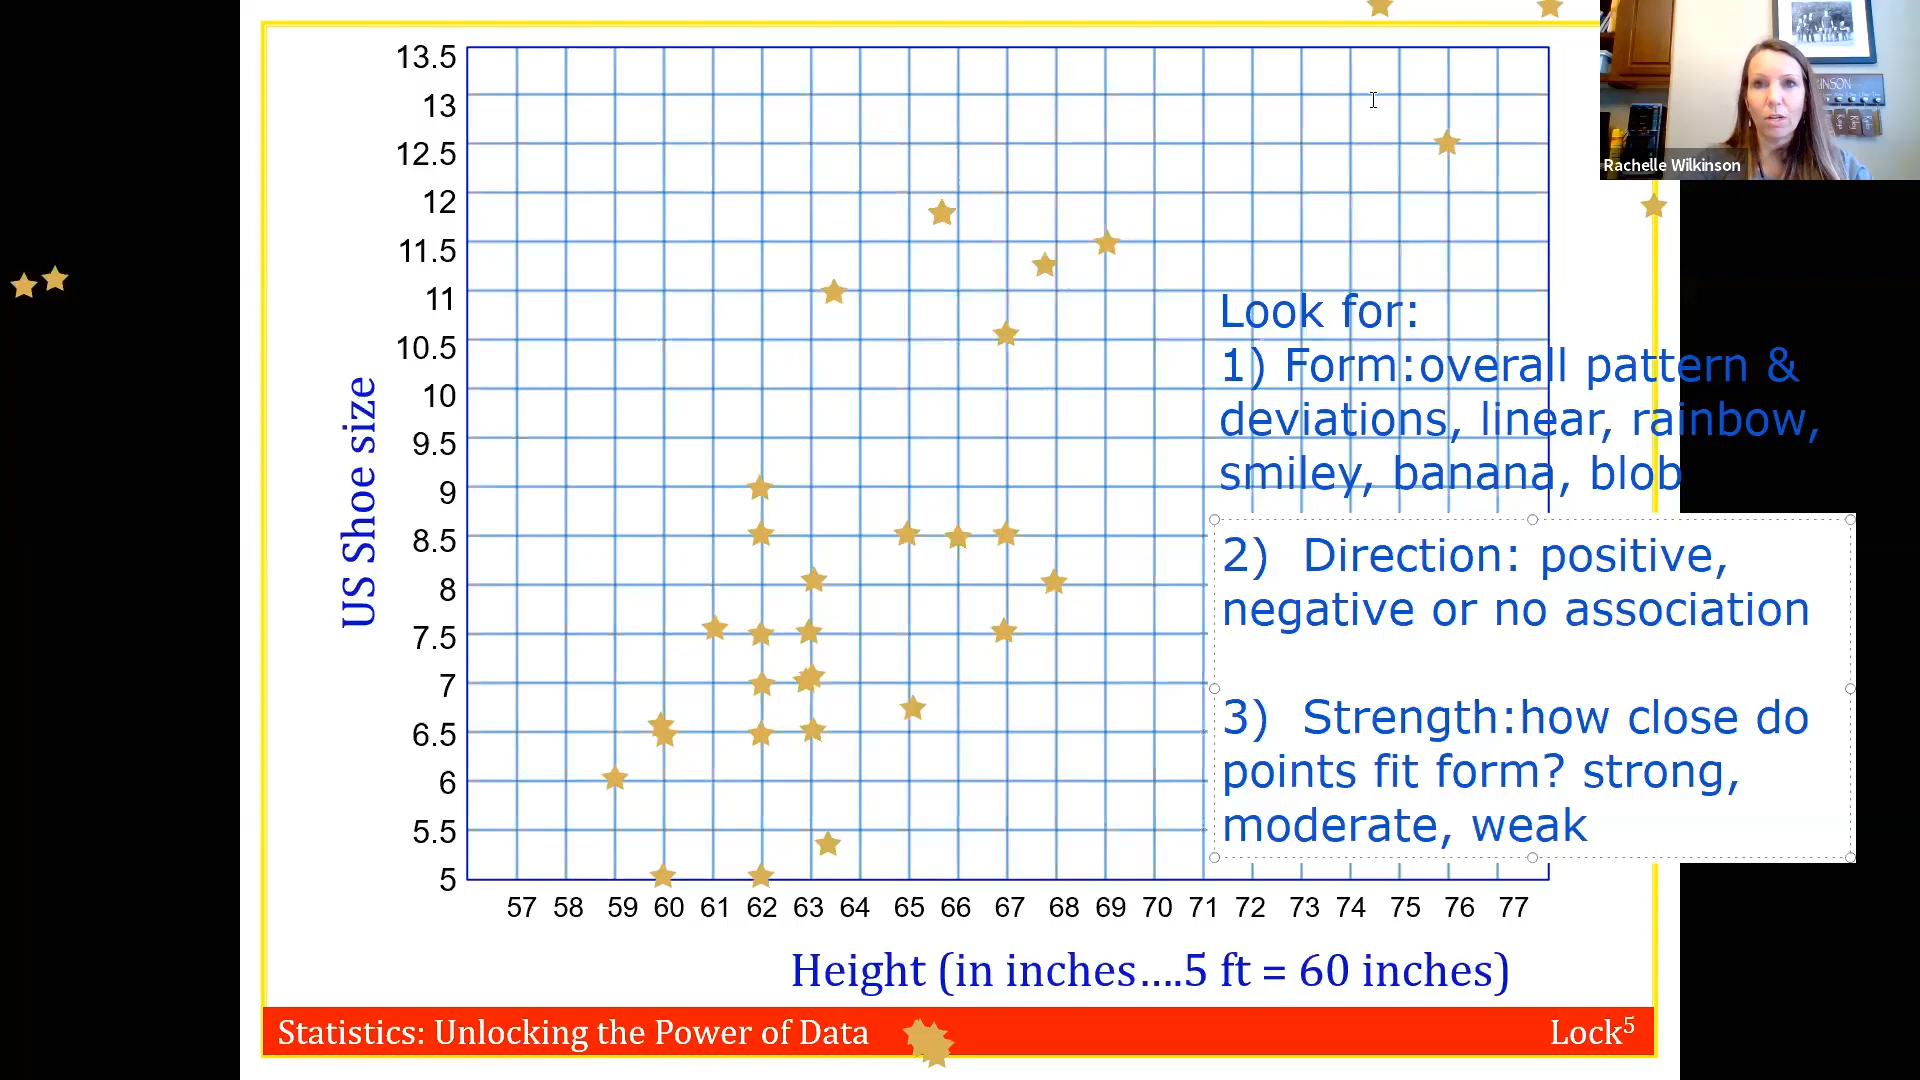 13.5
13
12.5
12
11.5
11
10.5
10
9.5
9
8.5
8
7.5
7
6.5
6
5.5
5
US Shoe size
57 58 59 60 61 62 63 64 65 66 67 68 69 70 71 72 73 74 75 76 77
Height (in inches....5 ft = 60 inches)
Look for:
1) Form:overall pattern &
deviations, linear, rainbow,
smiley, banana, blob
2) Direction: positive,
negative or no association
3) Strength:how close do
points fit form? strong,
moderate, weak
Statistics: Unlocking the Power of Data
Lock5
Rachelle Wilkinson